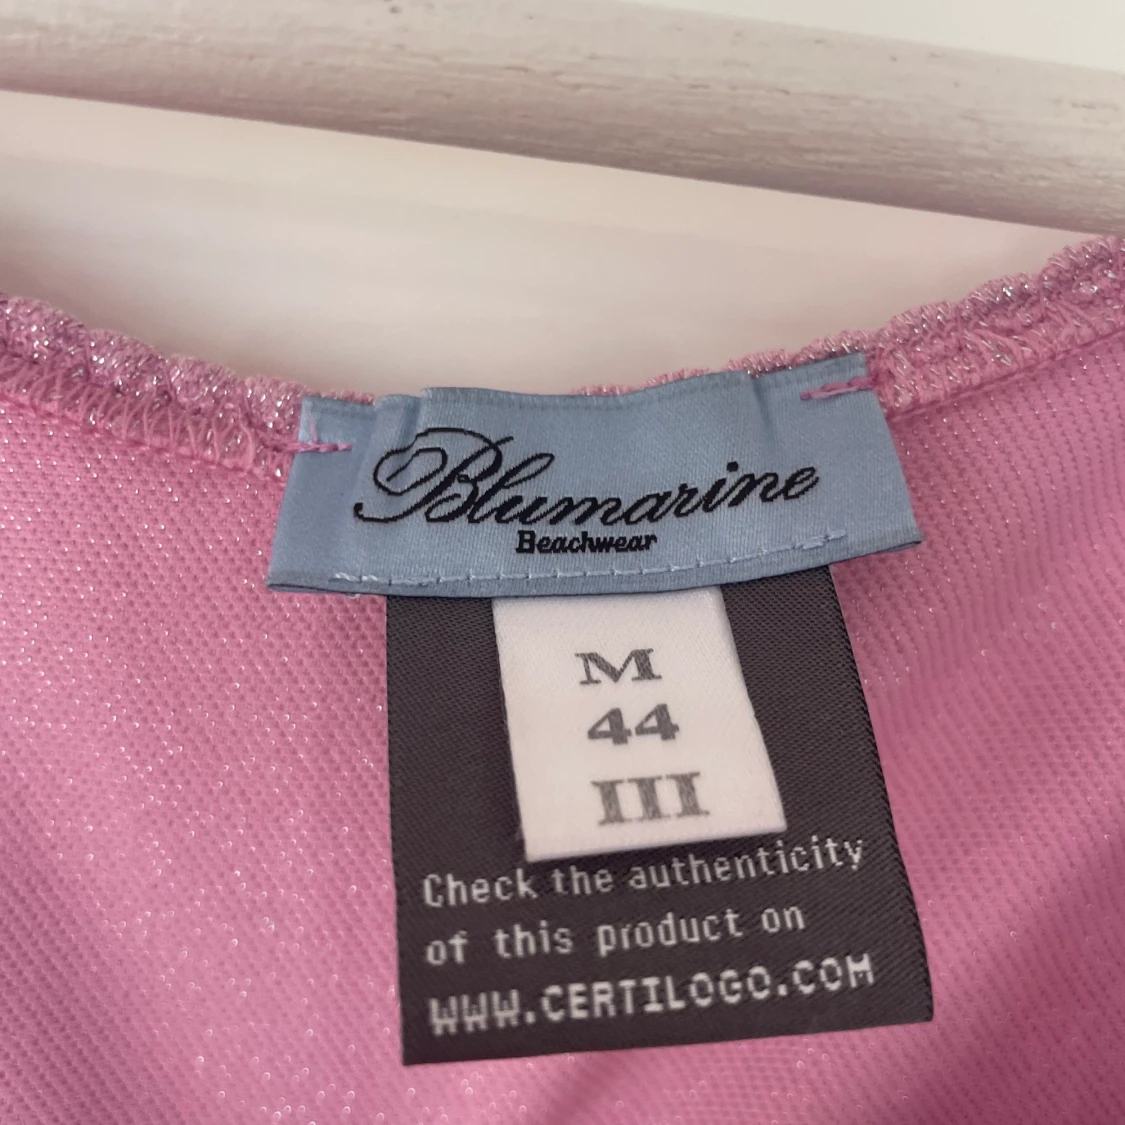 Blumarine
Beachwear
M
44
III
Check the authenticity
of this product on
WWW.CERTILOGO.COM